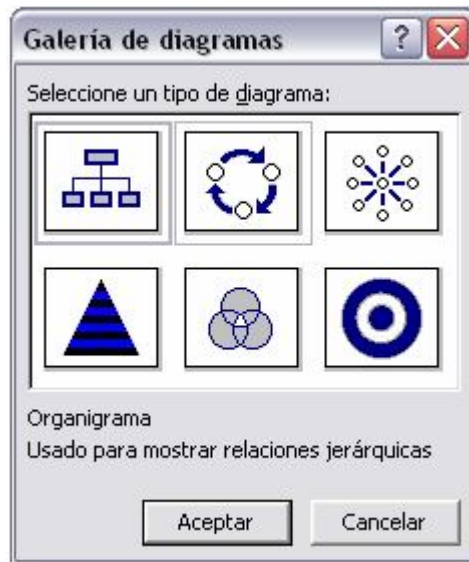 Galería de diagramas
Seleccione un tipo de diagrama:
Organigrama
Usado para mostrar relaciones jerárquicas
Aceptar
Cancelar